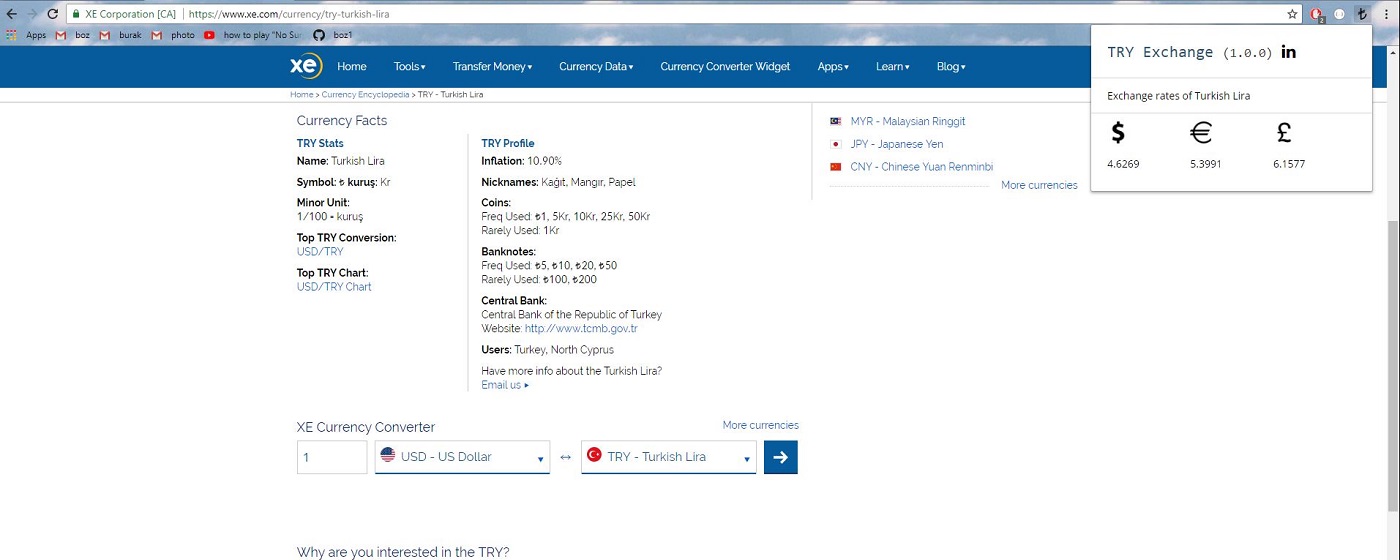 XE Corporation [CA] https://www.xe.com/currency/try-turkish-lira
2
Apps boz burak photo how to play "No Su boz1
TRY Exchange (1.0.0) in
Exchange rates of Turkish Lira
$ € £
4.6269 5.3991 6.1577
xe Home Tools▾ Transfer Money▾ Currency Data▾ Currency Converter Widget Apps▾ Learn▾ Blog▾
Home > Currency Encyclopedia > TRY - Turkish Lira
Currency Facts
TRY Stats
Name: Turkish Lira
Symbol: ₺ kuruş: Kr
Minor Unit:
1/100 = kuruş
Top TRY Conversion:
USD/TRY
Top TRY Chart:
USD/TRY Chart
TRY Profile
Inflation: 10.90%
Nicknames: Kağıt, Mangır, Papel
Coins:
Freq Used: ₺1, 5Kr, 10Kr, 25Kr, 50Kr
Rarely Used: 1Kr
Banknotes:
Freq Used: ₺5, ₺10, ₺20, ₺50
Rarely Used: ₺100, ₺200
Central Bank:
Central Bank of the Republic of Turkey
Website: http://www.tcmb.gov.tr
Users: Turkey, North Cyprus
Have more info about the Turkish Lira?
Email us ▸
MYR - Malaysian Ringgit
JPY - Japanese Yen
CNY - Chinese Yuan Renminbi
More currencies
XE Currency Converter
More currencies
1 USD - US Dollar ↔ TRY - Turkish Lira
Why are you interested in the TRY?